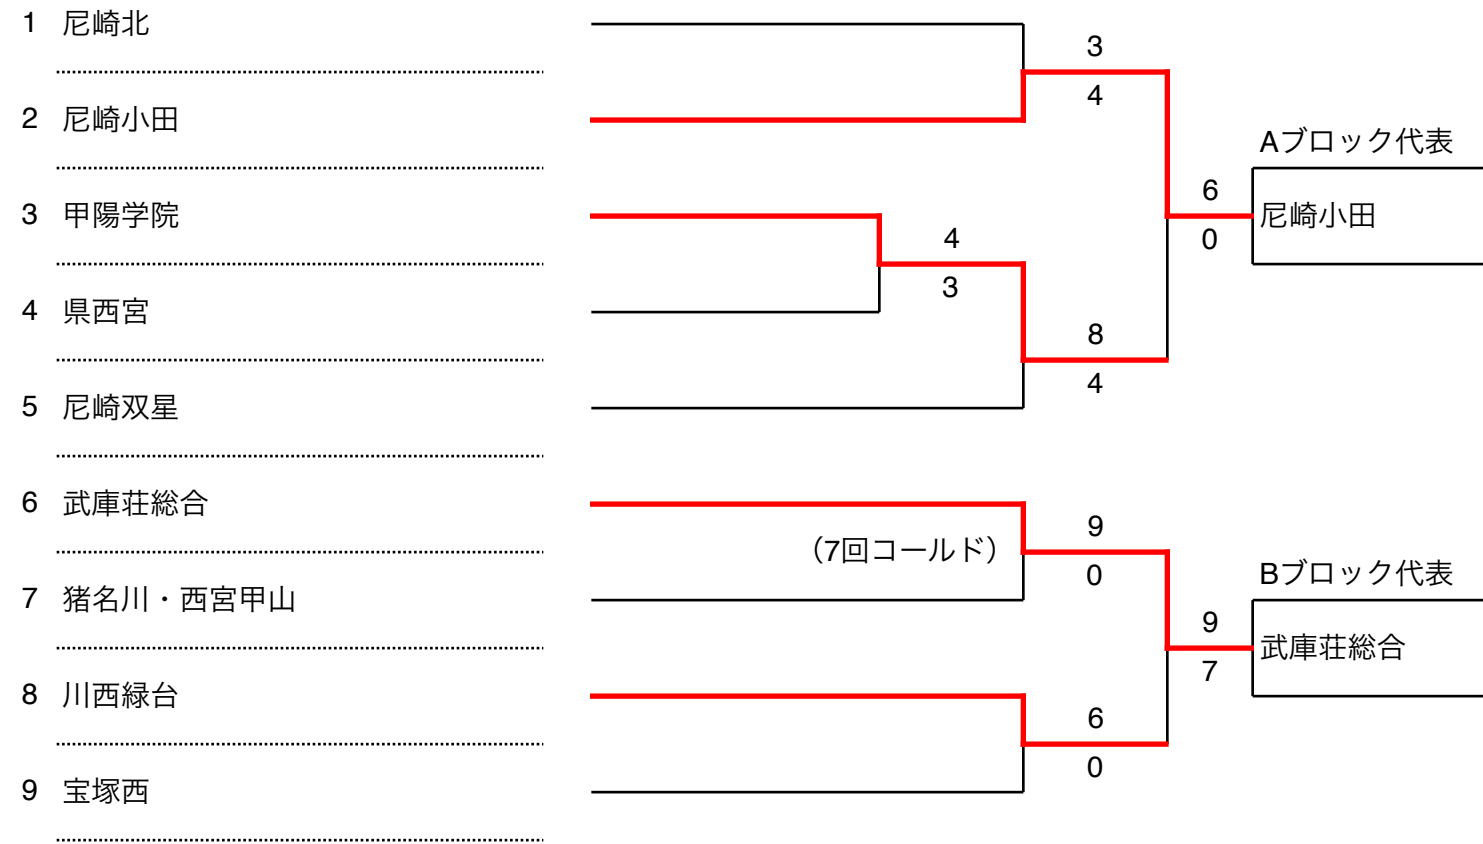 1 尼崎北
3
4
2 尼崎小田
Aブロック代表
6
0
尼崎小田
3 甲陽学院
4
3
4 県西宮
8
4
5 尼崎双星
6 武庫荘総合
9
(7回コールド)
0
Bブロック代表
7 猪名川・西宮甲山
9
7
武庫荘総合
8 川西緑台
6
0
9 宝塚西